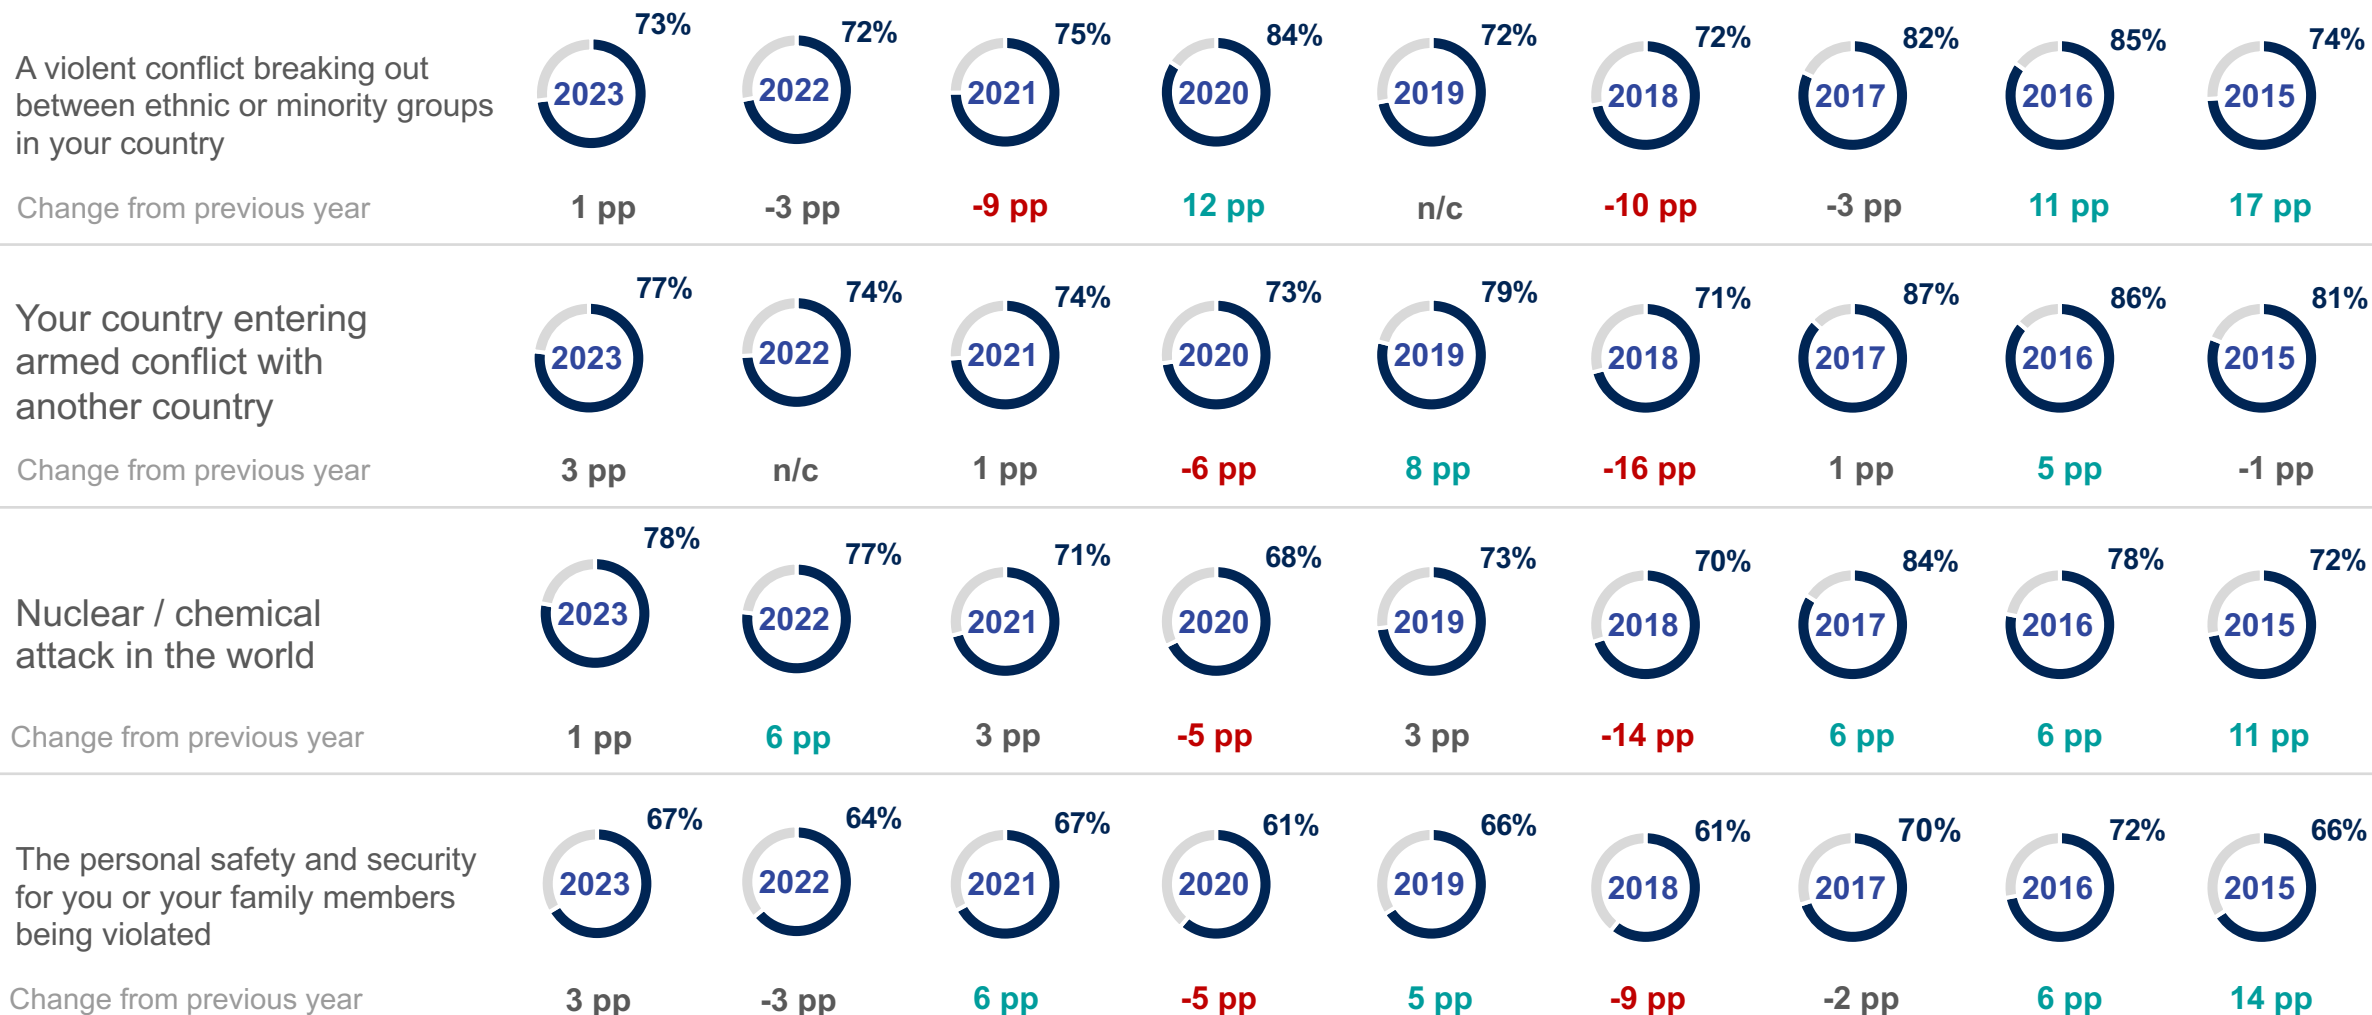 73% 72% 75% 84% 72% 72% 82% 85% 74%
A violent conflict breaking out
between ethnic or minority groups
in your country
2023 2022 2021 2020 2019 2018 2017 2016 2015
Change from previous year 1 pp -3 pp -9 pp 12 pp n/c -10 pp -3 pp 11 pp 17 pp
77% 74% 74% 73% 79% 71% 87% 86% 81%
Your country entering
armed conflict with
another country
2023 2022 2021 2020 2019 2018 2017 2016 2015
Change from previous year 3 pp n/c 1 pp -6 pp 8 pp -16 pp 1 pp 5 pp -1 pp
78% 77% 71% 68% 73% 70% 84% 78% 72%
Nuclear / chemical
attack in the world
2023 2022 2021 2020 2019 2018 2017 2016 2015
Change from previous year 1 pp 6 pp 3 pp -5 pp 3 pp -14 pp 6 pp 6 pp 11 pp
67% 64% 67% 61% 66% 61% 70% 72% 66%
The personal safety and security
for you or your family members
being violated
2023 2022 2021 2020 2019 2018 2017 2016 2015
Change from previous year 3 pp -3 pp 6 pp -5 pp 5 pp -9 pp -2 pp 6 pp 14 pp